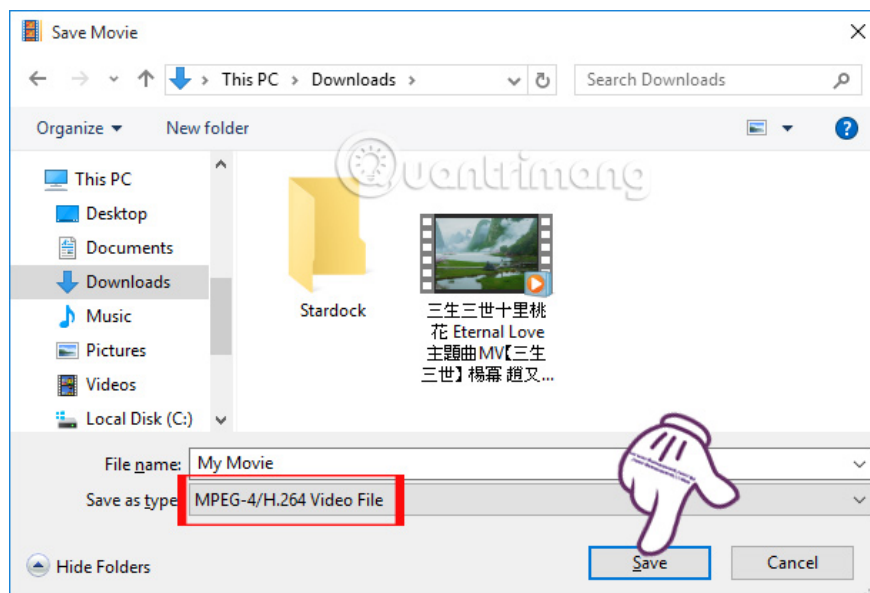 Save Movie
This PC > Downloads >
Search Downloads
Organize
New folder
Quantrimang
This PC
Desktop
Documents
Downloads
Music
Pictures
Videos
Local Disk (C:)
Stardock
三生三世十里桃
花 Eternal Love
主題曲MV【三生
三世】楊冪 趙又...
File name: My Movie
Save as type: MPEG-4/H.264 Video File
Hide Folders
Save
Cancel